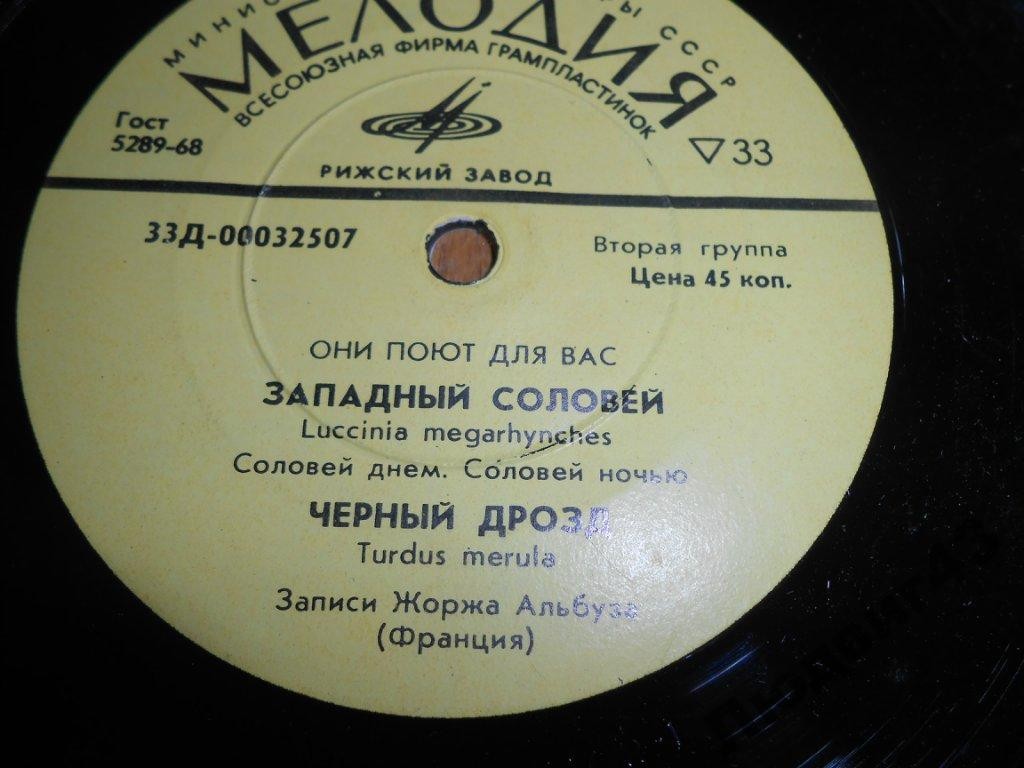 МЕЛОДИЯ
ВСЕСОЮЗНАЯ ФИРМА ГРАМПЛАСТИНОК
СССР
Гост
5289-68
▽33
РИЖСКИЙ ЗАВОД
33Д-00032507
Вторая группа
Цена 45 коп.
ОНИ ПОЮТ ДЛЯ ВАС
ЗАПАДНЫЙ СОЛОВЕЙ
Luccinia megarhynches
Соловей днем. Соловей ночью
ЧЕРНЫЙ ДРОЗД
Turdus merula
Записи Жоржа Альбуза
(Франция)